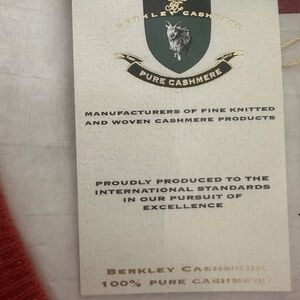 BERKLEY CASHMERE
PURE CASHMERE
MANUFACTURERS OF FINE KNITTED
AND WOVEN CASHMERE PRODUCTS
PROUDLY PRODUCED TO THE
INTERNATIONAL STANDARDS
IN OUR PURSUIT OF
EXCELLENCE
BERKLEY CASHMERE
100% PURE CASHMERE